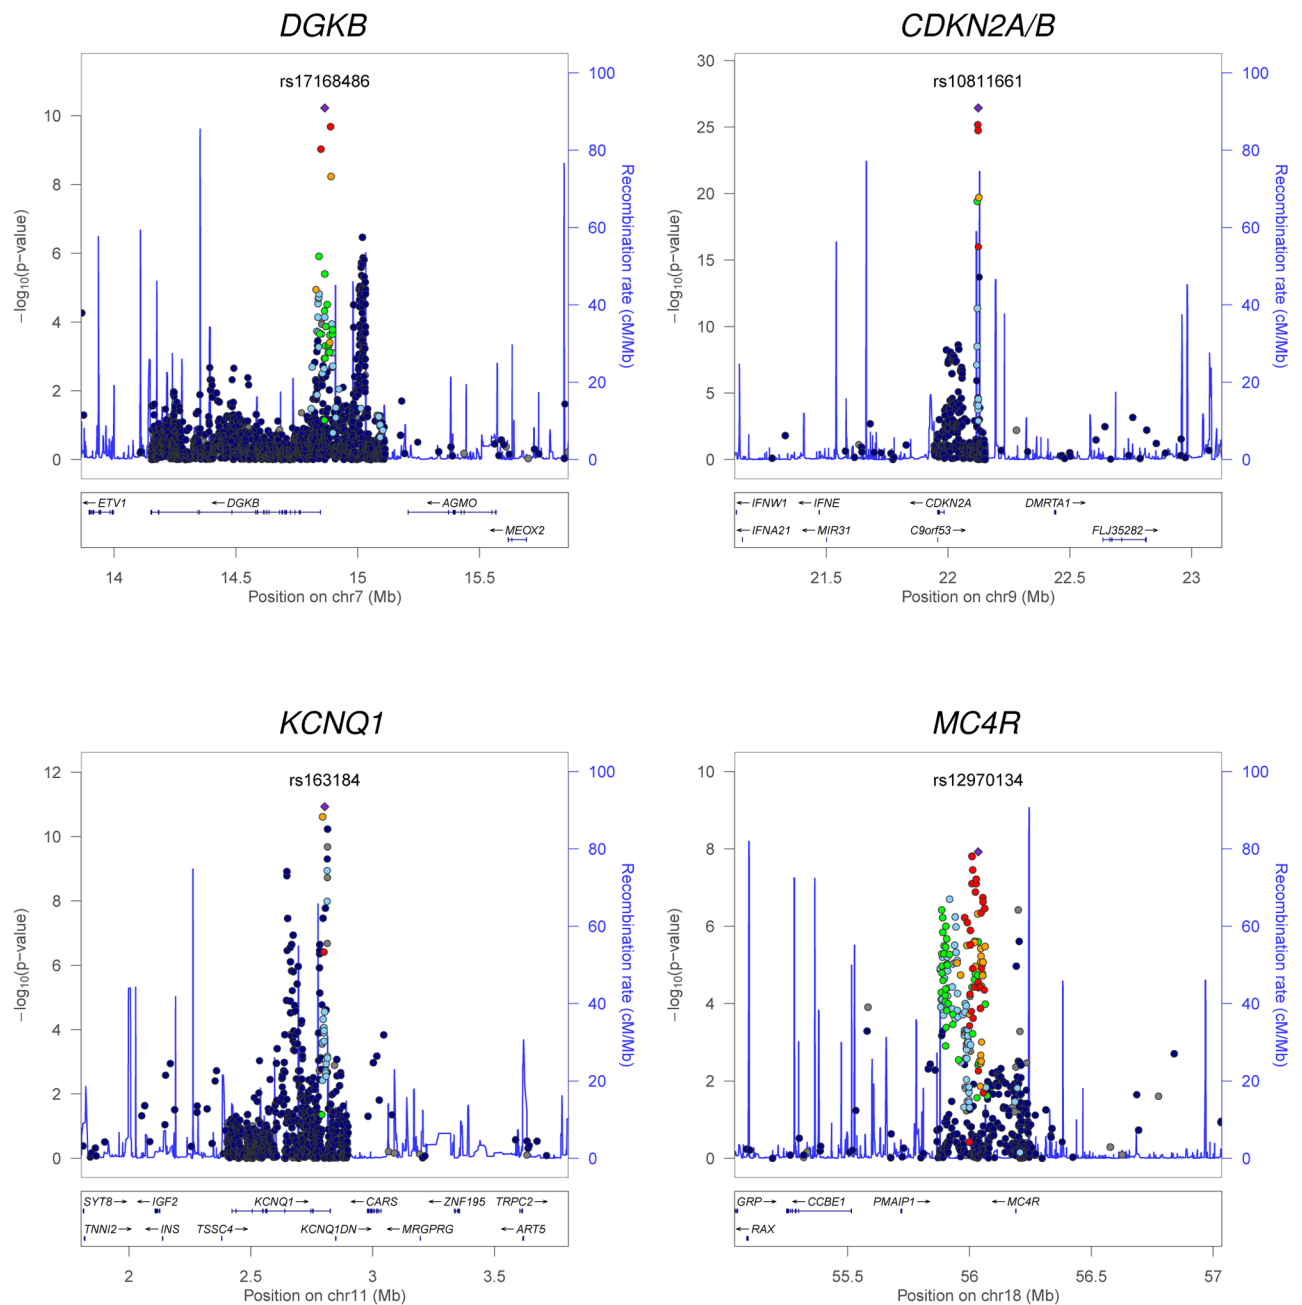 DGKB
rs17168486
−log10(p−value)
10
8
6
4
2
0
100
80
60
40
20
0
Recombination rate (cM/Mb)
← ETV1
← DGKB
← AGMO
← MEOX2
14 14.5 15 15.5
Position on chr7 (Mb)
CDKN2A/B
rs10811661
−log10(p−value)
30
25
20
15
10
5
0
100
80
60
40
20
0
Recombination rate (cM/Mb)
← IFNW1 ← IFNE ← CDKN2A DMRTA1 →
← IFNA21 ← MIR31 C9orf53 → FLJ35282 →
21.5 22 22.5 23
Position on chr9 (Mb)
KCNQ1
rs163184
−log10(p−value)
12
10
8
6
4
2
0
100
80
60
40
20
0
Recombination rate (cM/Mb)
SYT8 → ← IGF2 KCNQ1 → ← CARS ← ZNF195 TRPC2 →
TNNI2 → ← INS TSSC4 → KCNQ1DN → ← MRGPRG ← ART5
2 2.5 3 3.5
Position on chr11 (Mb)
MC4R
rs12970134
−log10(p−value)
10
8
6
4
2
0
100
80
60
40
20
0
Recombination rate (cM/Mb)
GRP → ← CCBE1 PMAIP1 → ← MC4R
← RAX
55.5 56 56.5 57
Position on chr18 (Mb)